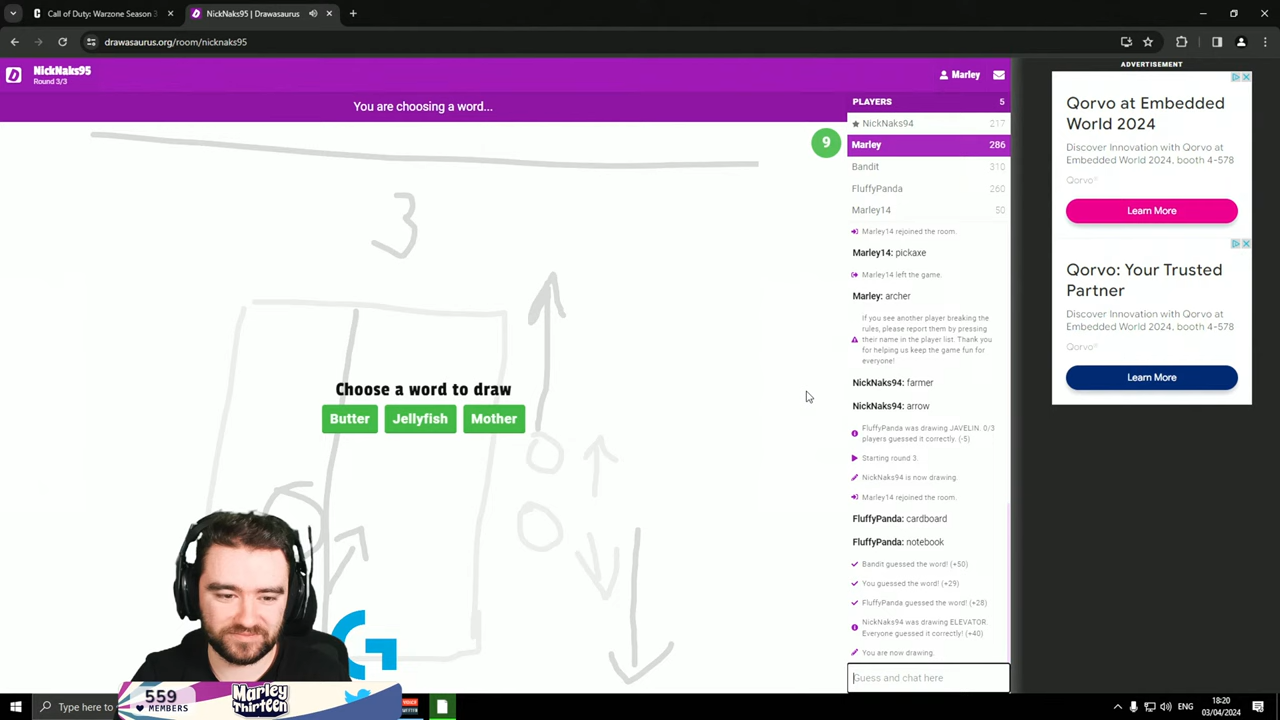 Call of Duty: Warzone Season 3
NickNaks95 | Drawasaurus
drawasaurus.org/room/nicknaks95
NickNaks95
Round 3/3
Marley
You are choosing a word...
9
3
Choose a word to draw
Butter
Jellyfish
Mother
PLAYERS 5
NickNaks94 217
Marley 286
Bandit 310
FluffyPanda 260
Marley14 50
Marley14 rejoined the room.
Marley14: pickaxe
Marley14 left the game.
Marley: archer
If you see another player breaking the
rules, please report them by pressing
their name in the player list. Thank you
for helping us keep the game fun for
everyone!
NickNaks94: farmer
NickNaks94: arrow
FluffyPanda was drawing JAVELIN. 0/3
players guessed it correctly. (-5)
Starting round 3.
NickNaks94 is now drawing.
Marley14 rejoined the room.
FluffyPanda: cardboard
FluffyPanda: notebook
Bandit guessed the word! (+50)
You guessed the word! (+29)
FluffyPanda guessed the word! (+28)
NickNaks94 was drawing ELEVATOR.
Everyone guessed it correctly! (+40)
You are now drawing.
Guess and chat here
ADVERTISEMENT
Qorvo at Embedded
World 2024
Discover Innovation with Qorvo at
Embedded World 2024, booth 4-578
Qorvo®
Learn More
Qorvo: Your Trusted
Partner
Discover Innovation with Qorvo at
Embedded World 2024, booth 4-578
Qorvo®
Learn More
559
MEMBERS
Marley
Thirteen
Type here to
ENG
18:20
03/04/2024